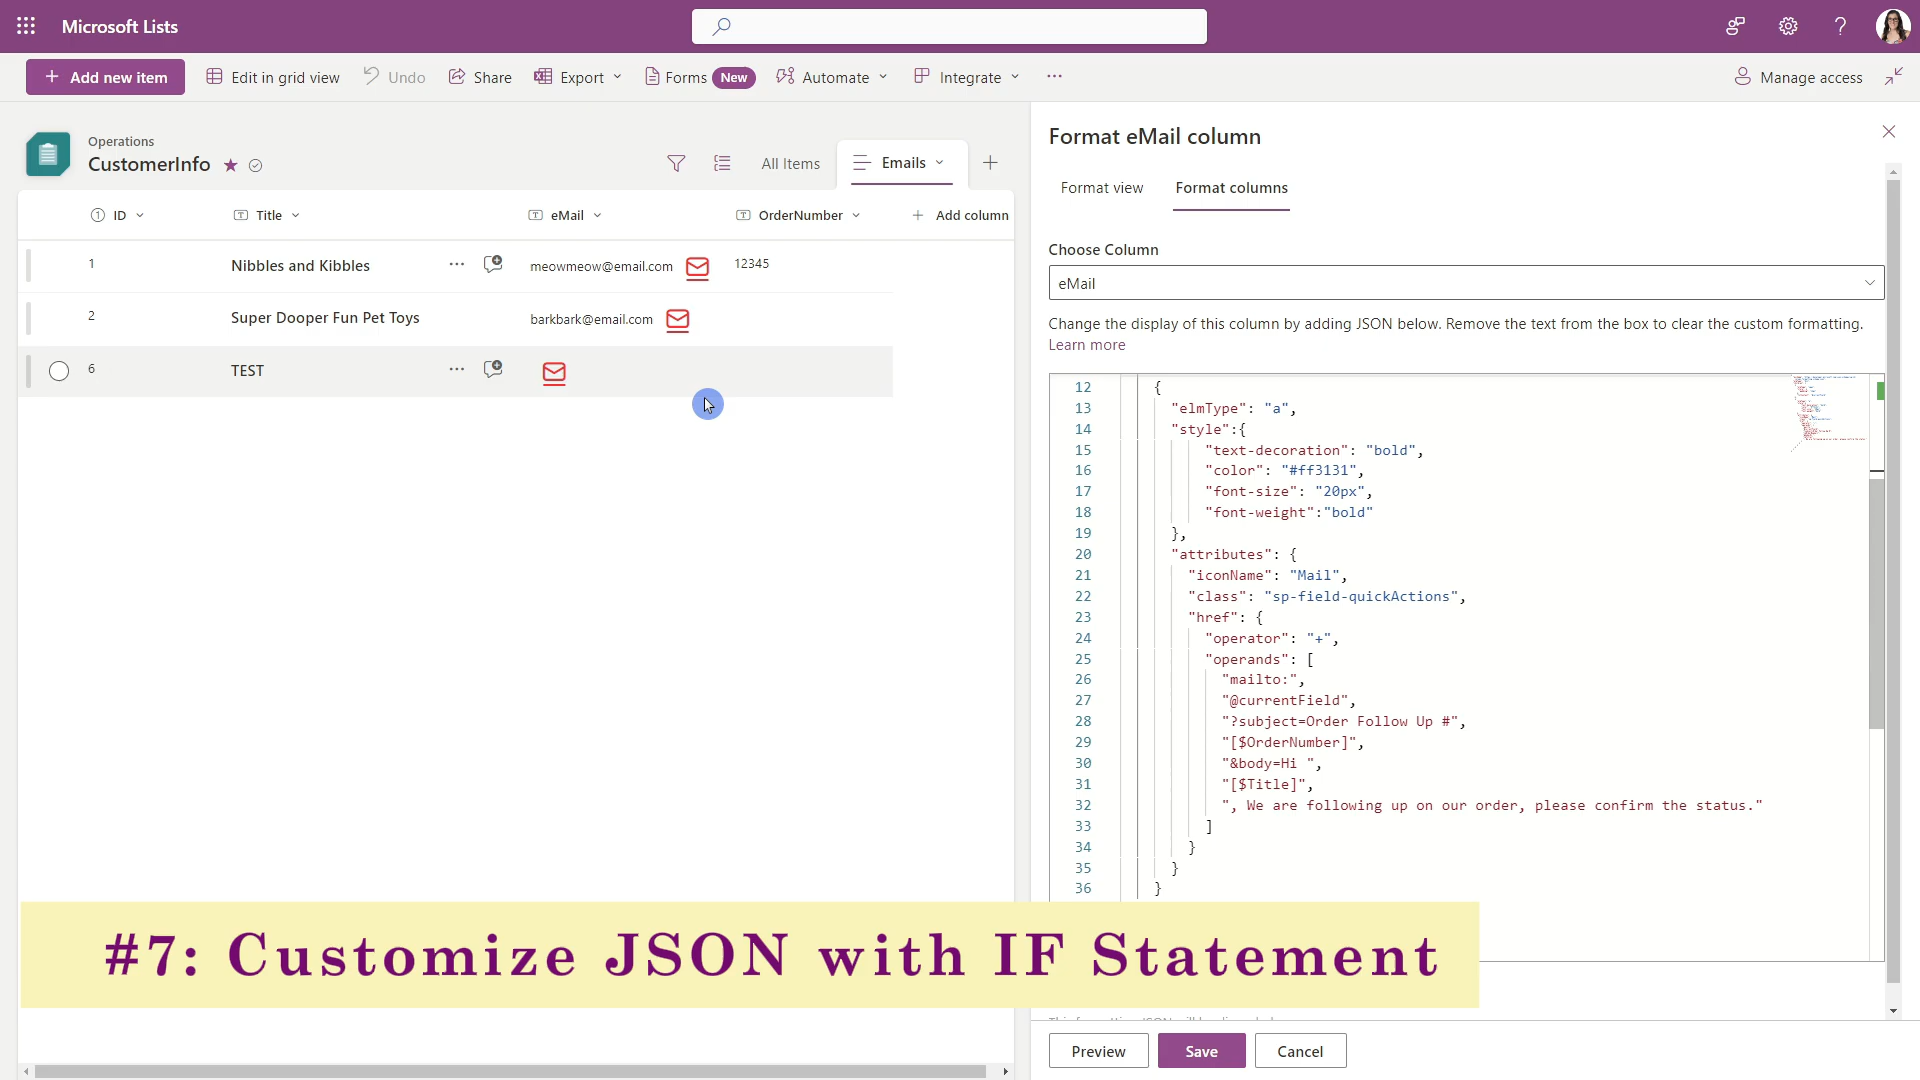 Microsoft Lists
Add new item
Edit in grid view
Undo
Share
Export
Forms New
Automate
Integrate
Manage access
Operations
CustomerInfo
All Items
Emails
ID
Title
eMail
OrderNumber
Add column
1
Nibbles and Kibbles
meowmeow@email.com
12345
2
Super Dooper Fun Pet Toys
barkbark@email.com
6
TEST
Format eMail column
Format view
Format columns
Choose Column
eMail
Change the display of this column by adding JSON below. Remove the text from the box to clear the custom formatting.
Learn more
12 {
13 "elmType": "a",
14 "style":{
15 "text-decoration": "bold",
16 "color": "#ff3131",
17 "font-size": "20px",
18 "font-weight":"bold"
19 },
20 "attributes": {
21 "iconName": "Mail",
22 "class": "sp-field-quickActions",
23 "href": {
24 "operator": "+",
25 "operands": [
26 "mailto:",
27 "@currentField",
28 "?subject=Order Follow Up #",
29 "[$OrderNumber]",
30 "&body=Hi ",
31 "[$Title]",
32 ", We are following up on our order, please confirm the status."
33 ]
34 }
35 }
36 }
#7: Customize JSON with IF Statement
Preview
Save
Cancel